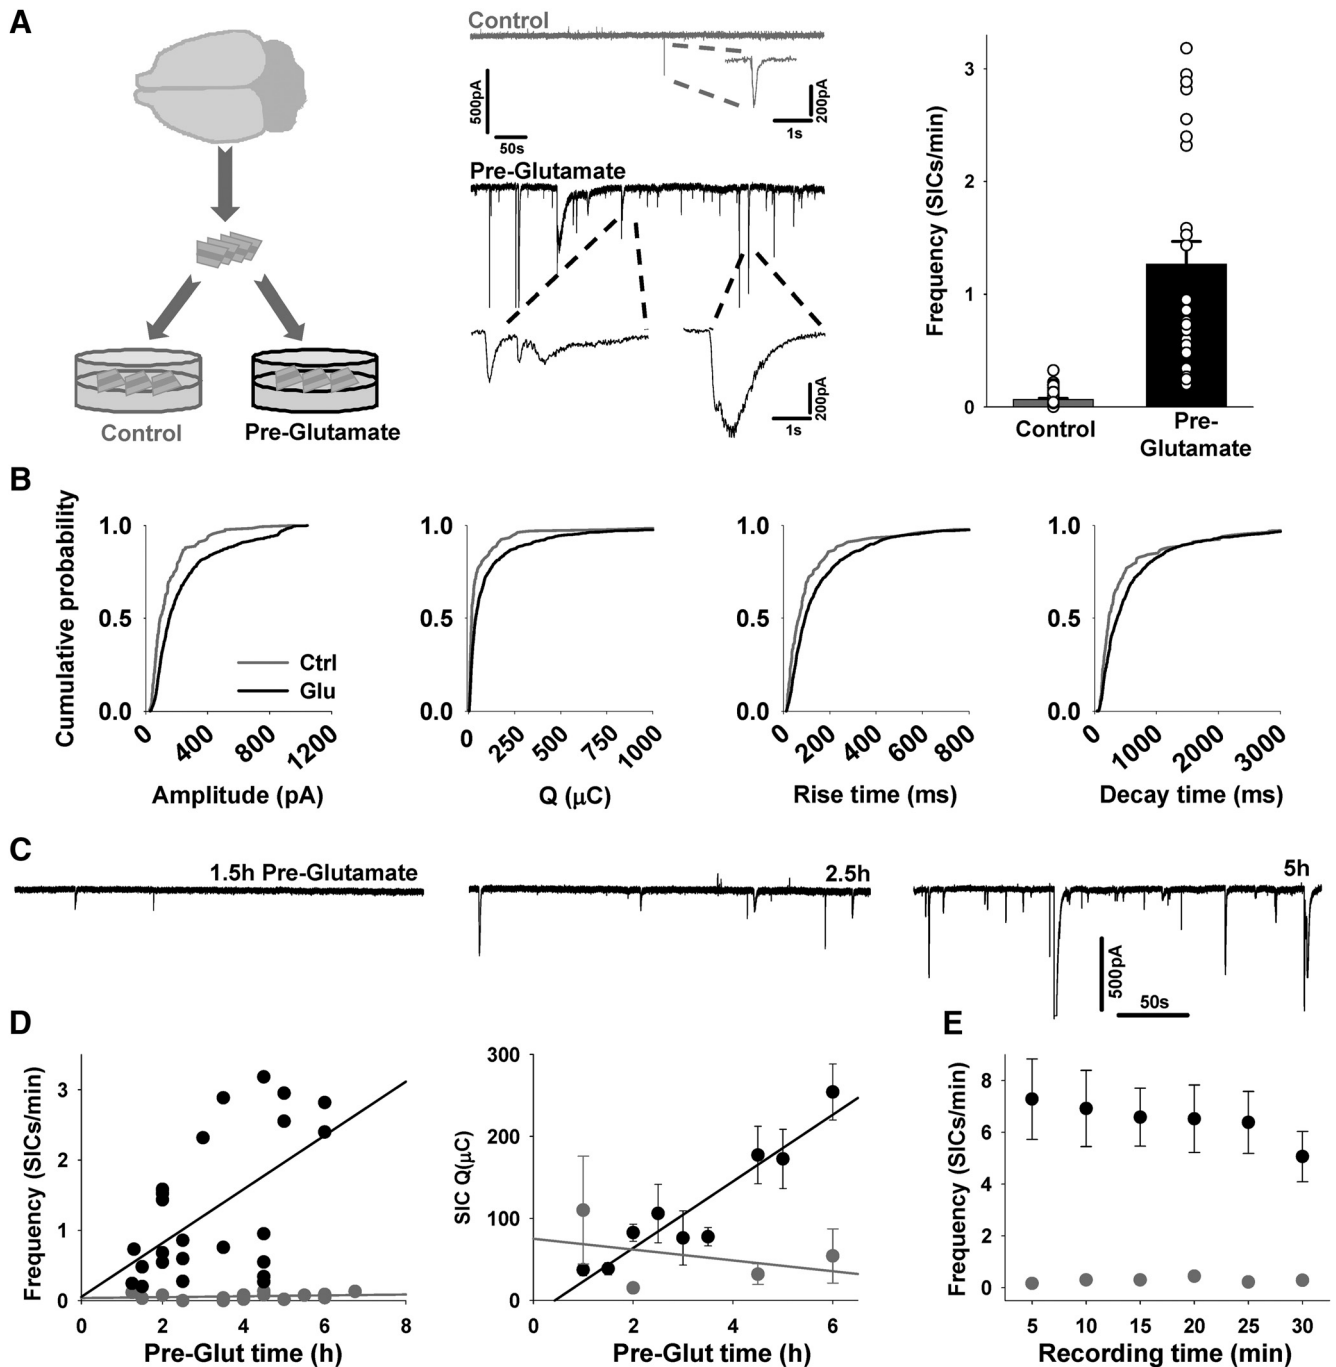 A
Control
Pre-Glutamate
Control
500pA
50s
200pA
1s
Pre-Glutamate
200pA
1s
Frequency (SICs/min)
3
2
1
0
Control
Pre-
Glutamate
B
Cumulative probability
1.0
0.5
0.0
Ctrl
Glu
0 400 800 1200
Amplitude (pA)
1.0
0.5
0.0
0 250 500 750 1000
Q (μC)
1.0
0.5
0.0
0 200 400 600 800
Rise time (ms)
1.0
0.5
0.0
0 1000 2000 3000
Decay time (ms)
C
1.5h Pre-Glutamate
2.5h
5h
500pA
50s
D
Frequency (SICs/min)
3
2
1
0
0 2 4 6 8
Pre-Glut time (h)
SIC Q(μC)
300
200
100
0
0 2 4 6
Pre-Glut time (h)
E
Frequency (SICs/min)
8
6
4
2
0
5 10 15 20 25 30
Recording time (min)